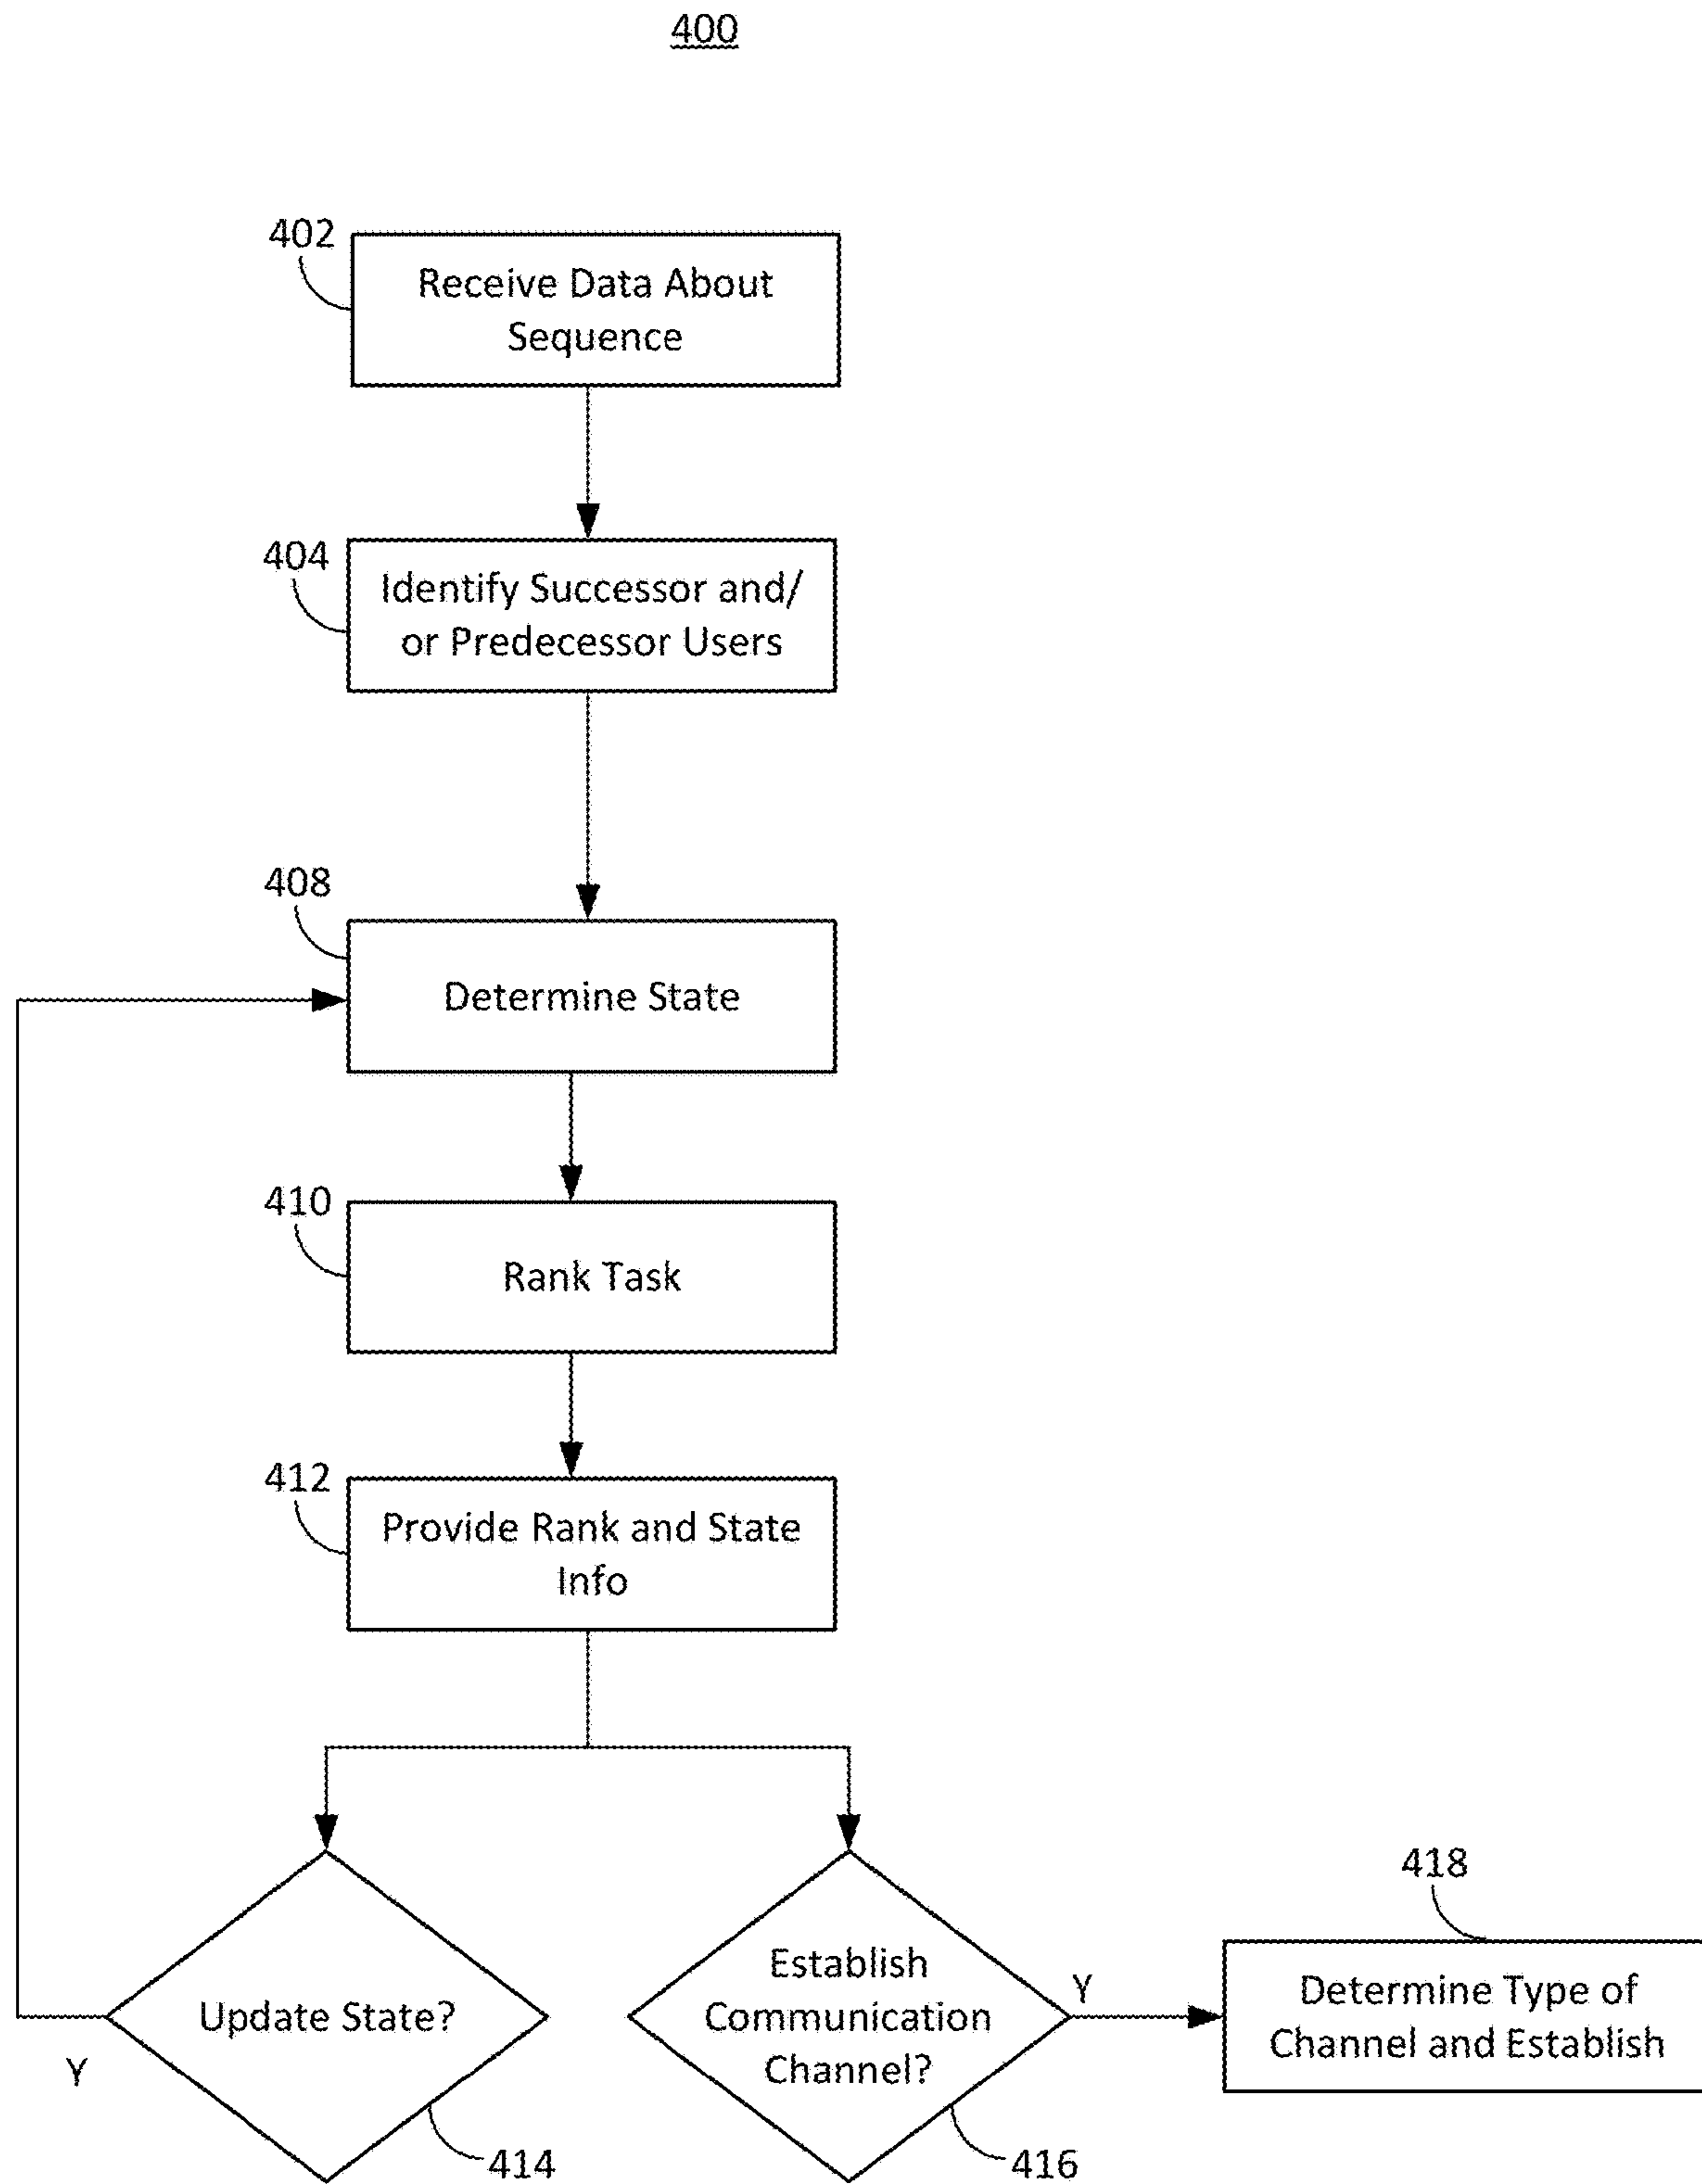 400
402
Receive Data About
Sequence
404
Identify Successor and/
or Predecessor Users
408
Determine State
410
Rank Task
412
Provide Rank and State
Info
Update State?
Y
414
Establish
Communication
Channel?
Y
416
418
Determine Type of
Channel and Establish